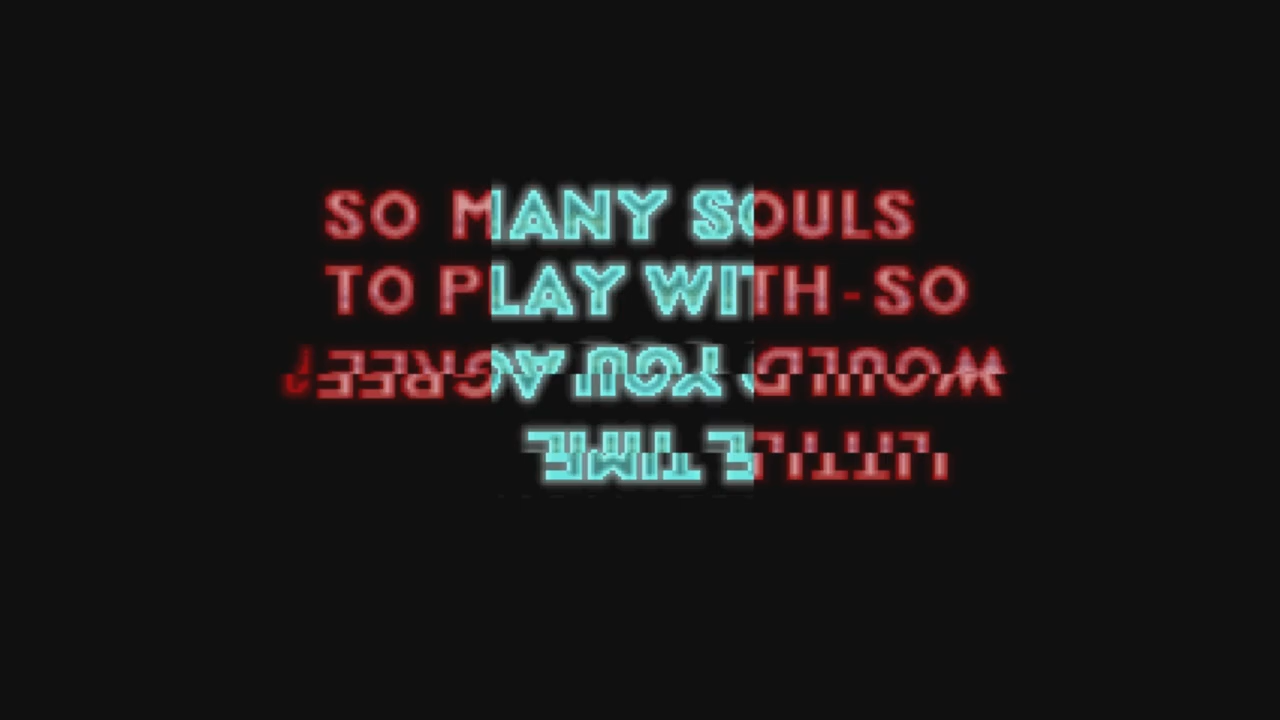 SO MANY SOULS
TO PLAY WITH-SO
LITTLE TIME
WOULD YOU AGREE?